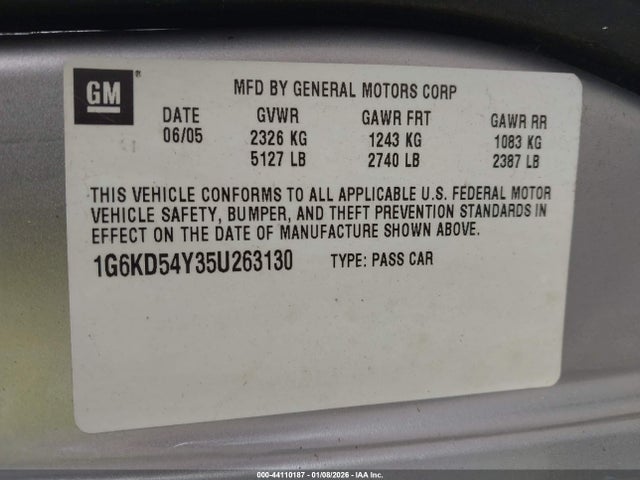 GM
MFD BY GENERAL MOTORS CORP
DATE GVWR GAWR FRT GAWR RR
06/05 2326 KG 1243 KG 1083 KG
5127 LB 2740 LB 2387 LB
THIS VEHICLE CONFORMS TO ALL APPLICABLE U.S. FEDERAL MOTOR
VEHICLE SAFETY, BUMPER, AND THEFT PREVENTION STANDARDS IN
EFFECT ON THE DATE OF MANUFACTURE SHOWN ABOVE.
1G6KD54Y35U263130 TYPE: PASS CAR
000-44110187 - 01/08/2026 - IAA Inc.